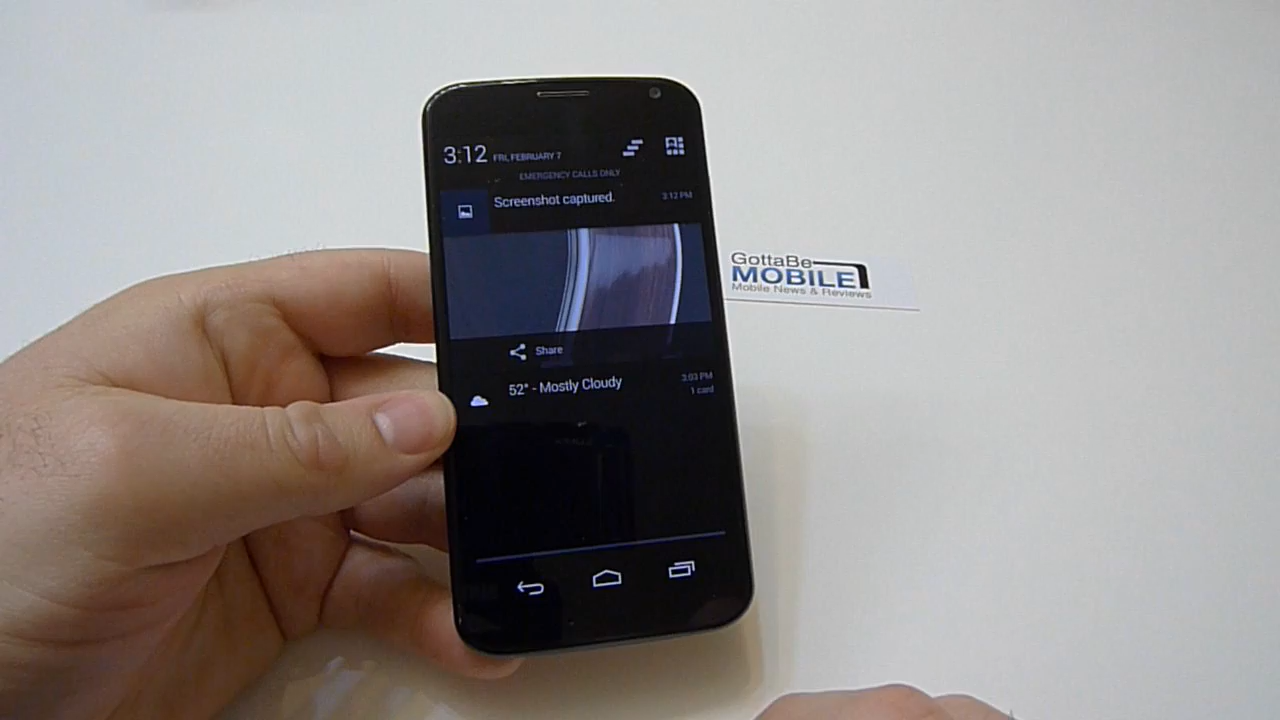 3:12 FRI, FEBRUARY 7
EMERGENCY CALLS ONLY
Screenshot captured. 3:12 PM
Share
52° - Mostly Cloudy 3:03 PM
1 card
GottaBe
MOBILE
Mobile News & Reviews